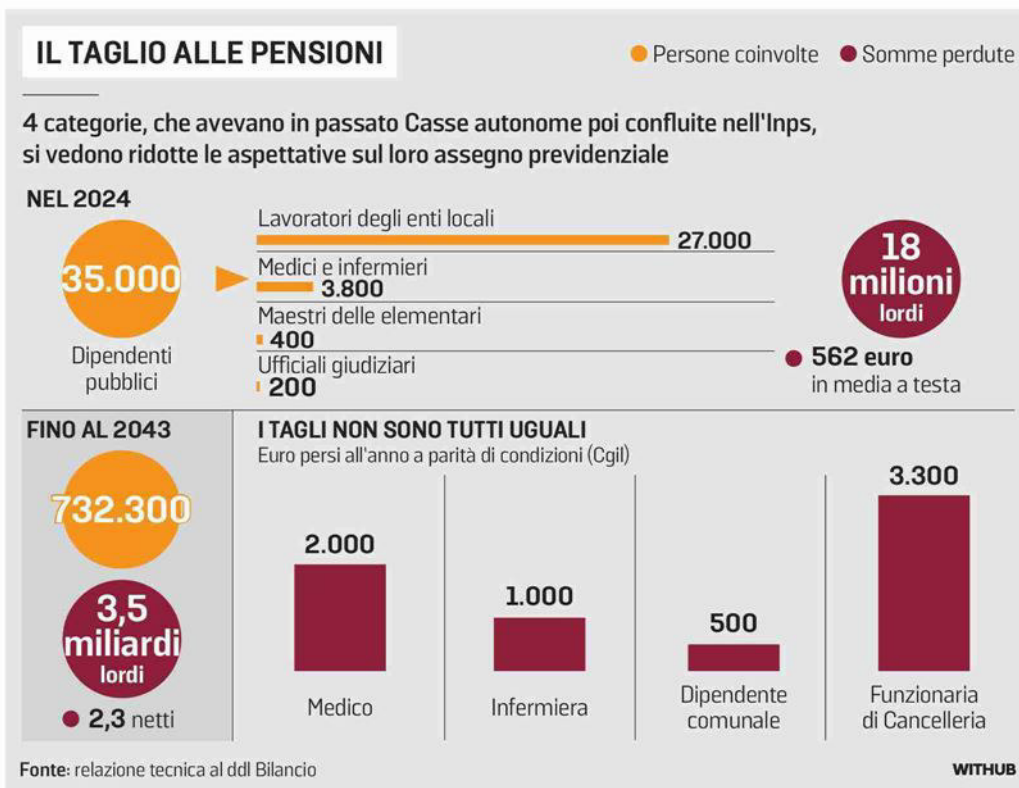 IL TAGLIO ALLE PENSIONI
Persone coinvolte
Somme perdute
4 categorie, che avevano in passato Casse autonome poi confluite nell'Inps,
si vedono ridotte le aspettative sul loro assegno previdenziale
NEL 2024
35.000
Dipendenti
pubblici
Lavoratori degli enti locali
27.000
Medici e infermieri
3.800
Maestri delle elementari
400
Ufficiali giudiziari
200
18
milioni
lordi
562 euro
in media a testa
FINO AL 2043
732.300
3,5
miliardi
lordi
2,3 netti
I TAGLI NON SONO TUTTI UGUALI
Euro persi all'anno a parità di condizioni (Cgil)
2.000
Medico
1.000
Infermiera
500
Dipendente
comunale
3.300
Funzionaria
di Cancelleria
Fonte: relazione tecnica al ddl Bilancio
WITHUB